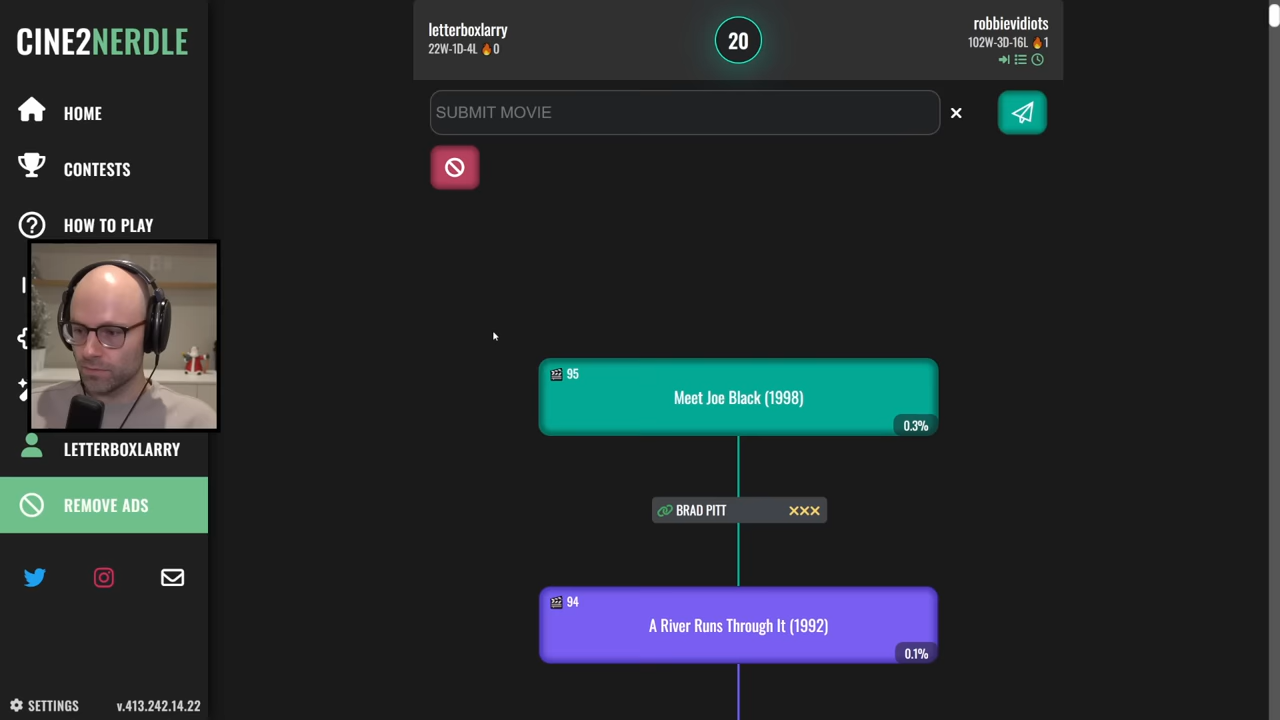 CINE2NERDLE
HOME
CONTESTS
HOW TO PLAY
LETTERBOXLARRY
REMOVE ADS
SETTINGS
v.413.242.14.22
letterboxlarry
22W-1D-4L 🔥0
20
robbievidiots
102W-3D-16L 🔥1
SUBMIT MOVIE
95
Meet Joe Black (1998)
0.3%
BRAD PITT
94
A River Runs Through It (1992)
0.1%